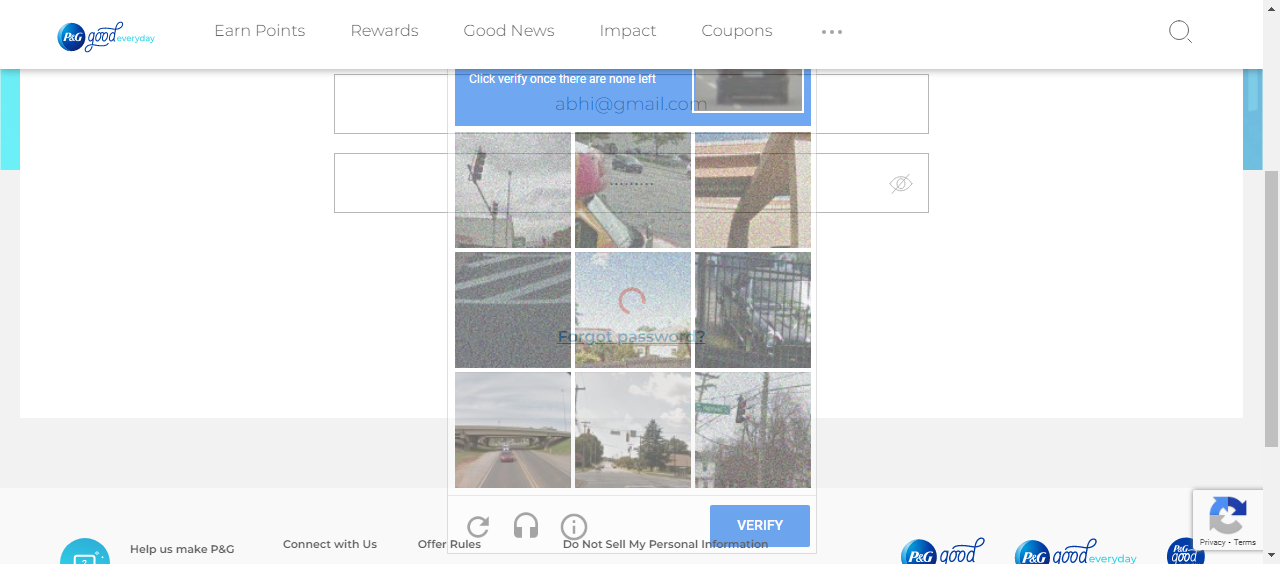 P&G good everyday Earn Points Rewards Good News Impact Coupons
Click verify once there are none left
abhi@gmail.com
Forgot password?
VERIFY
Help us make P&G Connect with Us Offer Rules Do Not Sell My Personal Information
P&G good P&G good everyday P&G good
Privacy - Terms